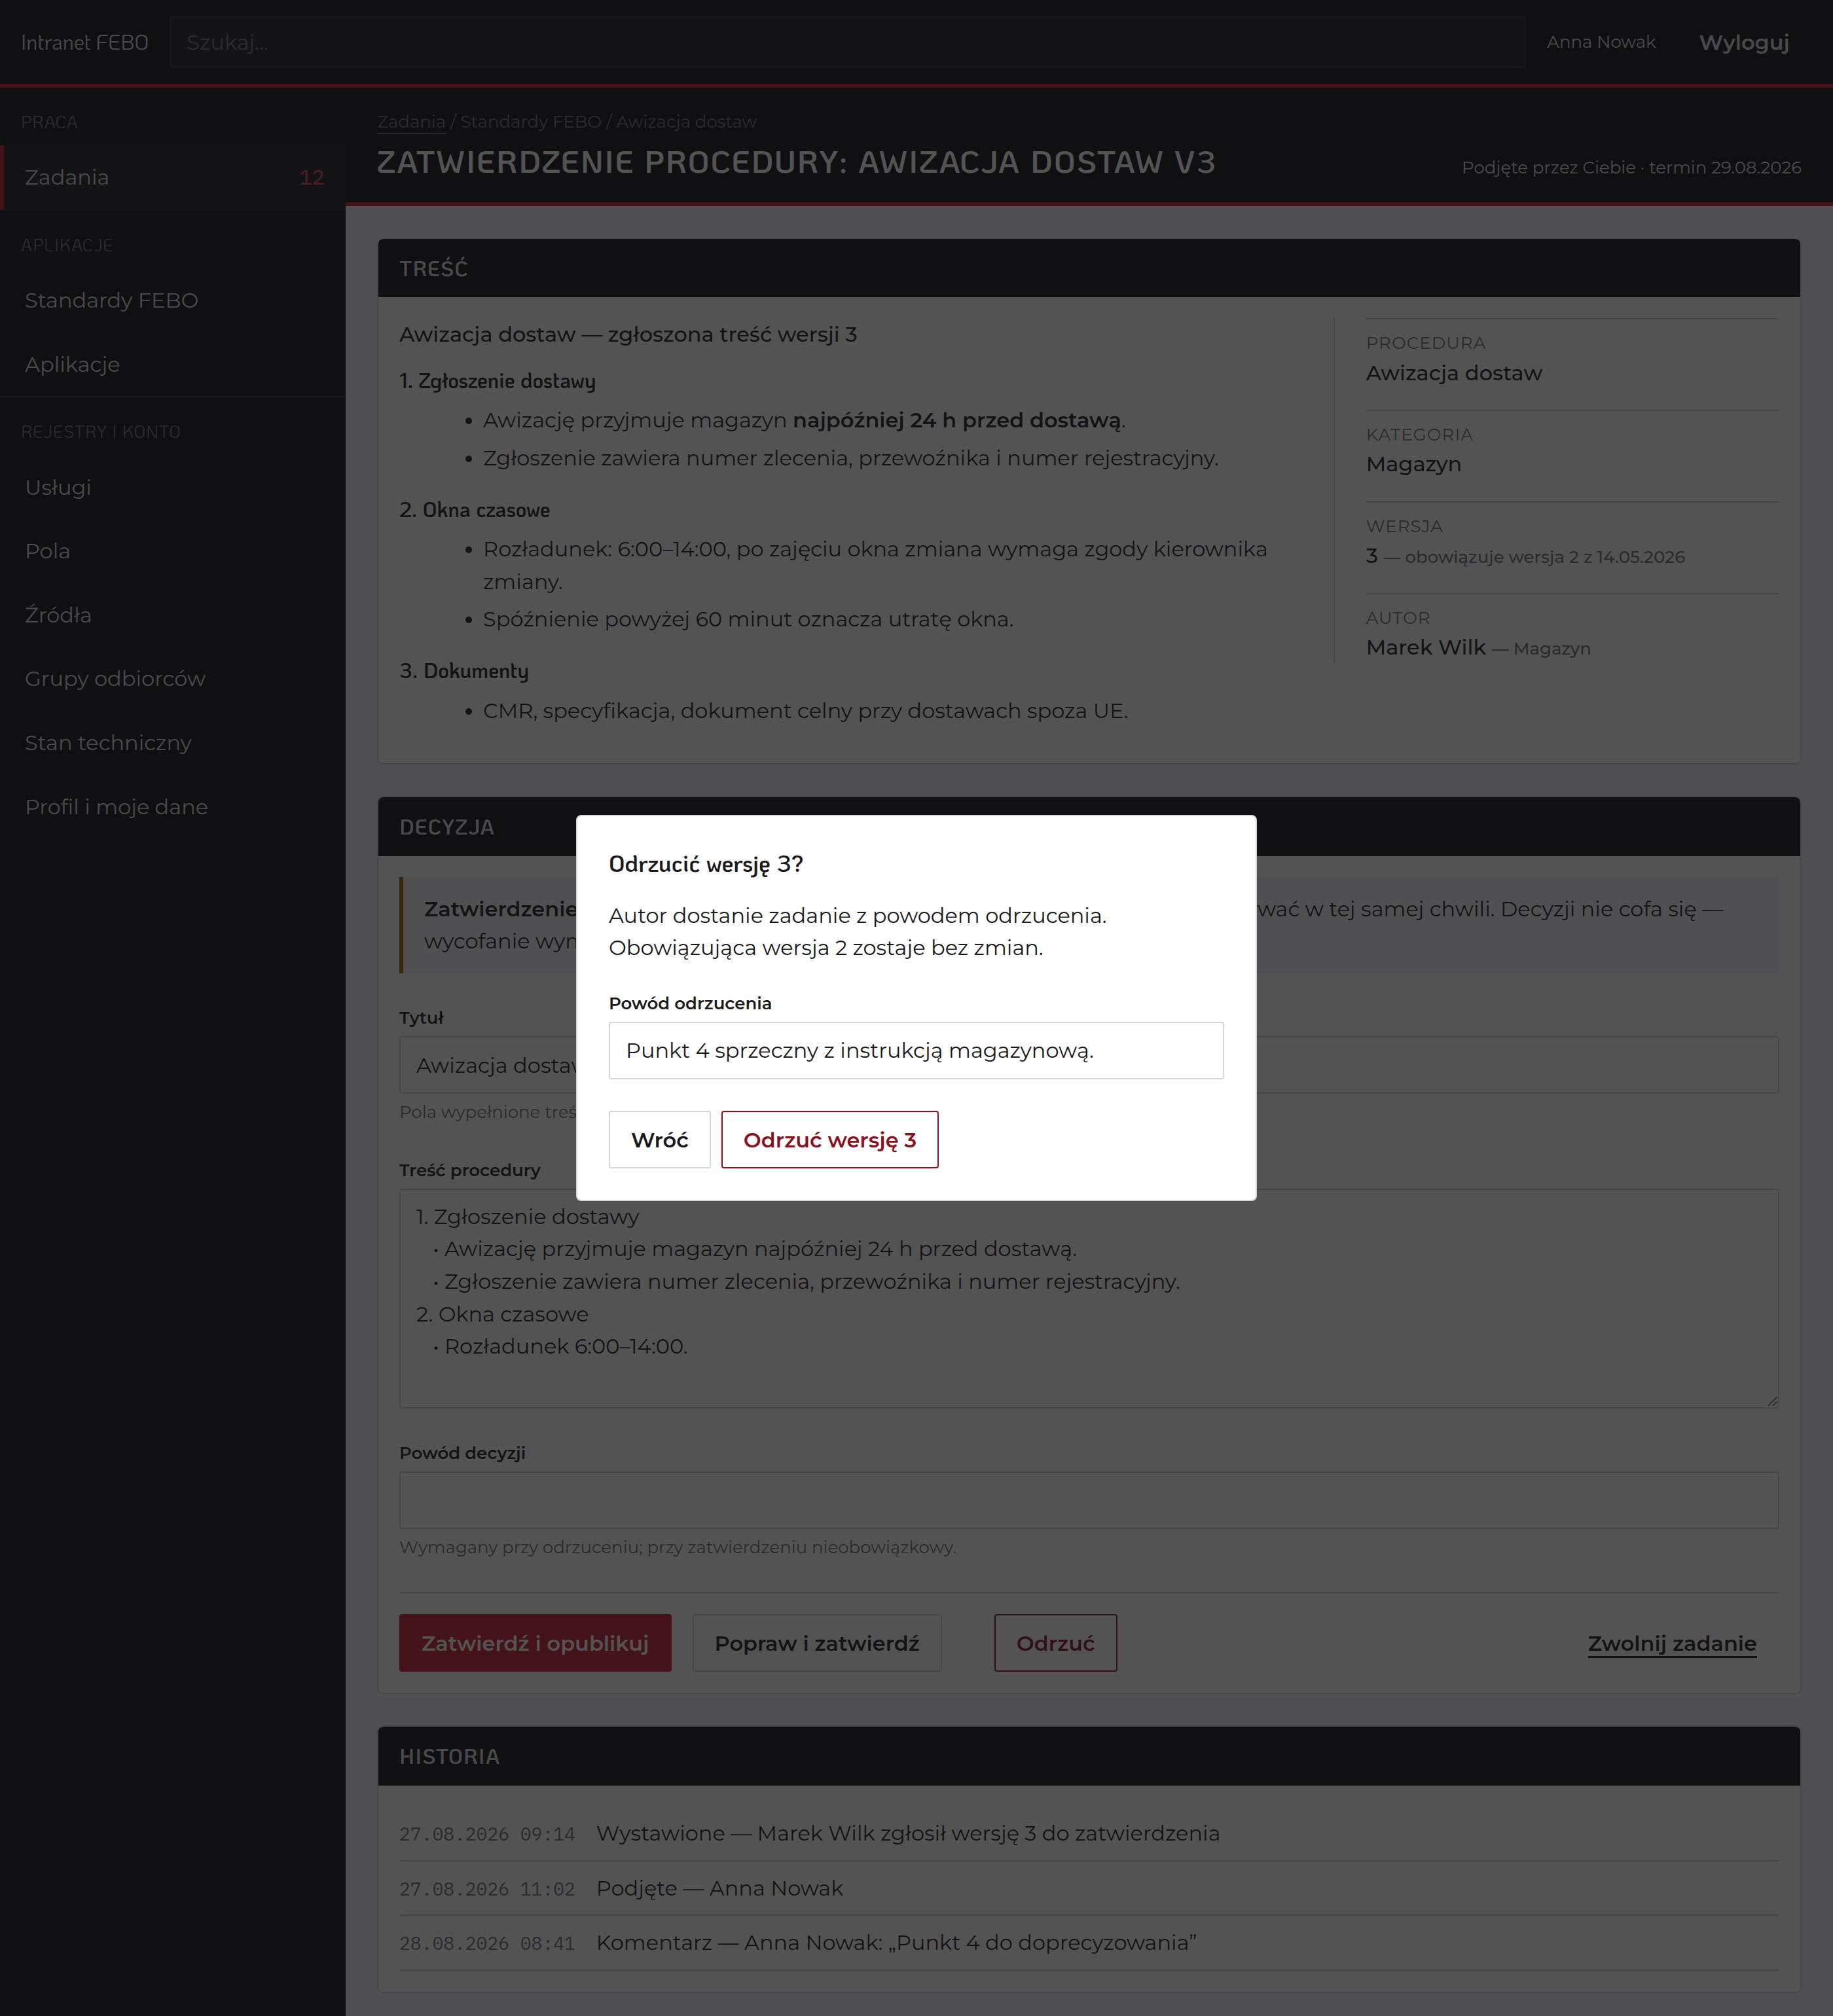 Intranet FEBO
Szukaj...
Anna Nowak
Wyloguj
PRACA
Zadania 12
APLIKACJE
Standardy FEBO
Aplikacje
REJESTRY I KONTO
Usługi
Pola
Źródła
Grupy odbiorców
Stan techniczny
Profil i moje dane
Zadania / Standardy FEBO / Awizacja dostaw
ZATWIERDZENIE PROCEDURY: AWIZACJA DOSTAW V3
Podjęte przez Ciebie · termin 29.08.2026
TREŚĆ
Awizacja dostaw — zgłoszona treść wersji 3
1. Zgłoszenie dostawy
• Awizację przyjmuje magazyn najpóźniej 24 h przed dostawą.
• Zgłoszenie zawiera numer zlecenia, przewoźnika i numer rejestracyjny.
2. Okna czasowe
• Rozładunek: 6:00–14:00, po zajęciu okna zmiana wymaga zgody kierownika
zmiany.
• Spóźnienie powyżej 60 minut oznacza utratę okna.
3. Dokumenty
• CMR, specyfikacja, dokument celny przy dostawach spoza UE.
PROCEDURA
Awizacja dostaw
KATEGORIA
Magazyn
WERSJA
3 — obowiązuje wersja 2 z 14.05.2026
AUTOR
Marek Wilk — Magazyn
DECYZJA
Zatwierdzenie
wać w tej samej chwili. Decyzji nie cofa się —
wycofanie
Odrzucić wersję 3?
Autor dostanie zadanie z powodem odrzucenia.
Obowiązująca wersja 2 zostaje bez zmian.
Powód odrzucenia
Punkt 4 sprzeczny z instrukcją magazynową.
Wróć
Odrzuć wersję 3
Tytuł
Awizacja
Pola wypełnione
Treść procedury
1. Zgłoszenie dostawy
• Awizację przyjmuje magazyn najpóźniej 24 h przed dostawą.
• Zgłoszenie zawiera numer zlecenia, przewoźnika i numer rejestracyjny.
2. Okna czasowe
• Rozładunek 6:00–14:00.
Powód decyzji
Wymagany przy odrzuceniu; przy zatwierdzeniu nieobowiązkowy.
Zatwierdź i opublikuj
Popraw i zatwierdź
Odrzuć
Zwolnij zadanie
HISTORIA
27.08.2026 09:14 Wystawione — Marek Wilk zgłosił wersję 3 do zatwierdzenia
27.08.2026 11:02 Podjęte — Anna Nowak
28.08.2026 08:41 Komentarz — Anna Nowak: „Punkt 4 do doprecyzowania”